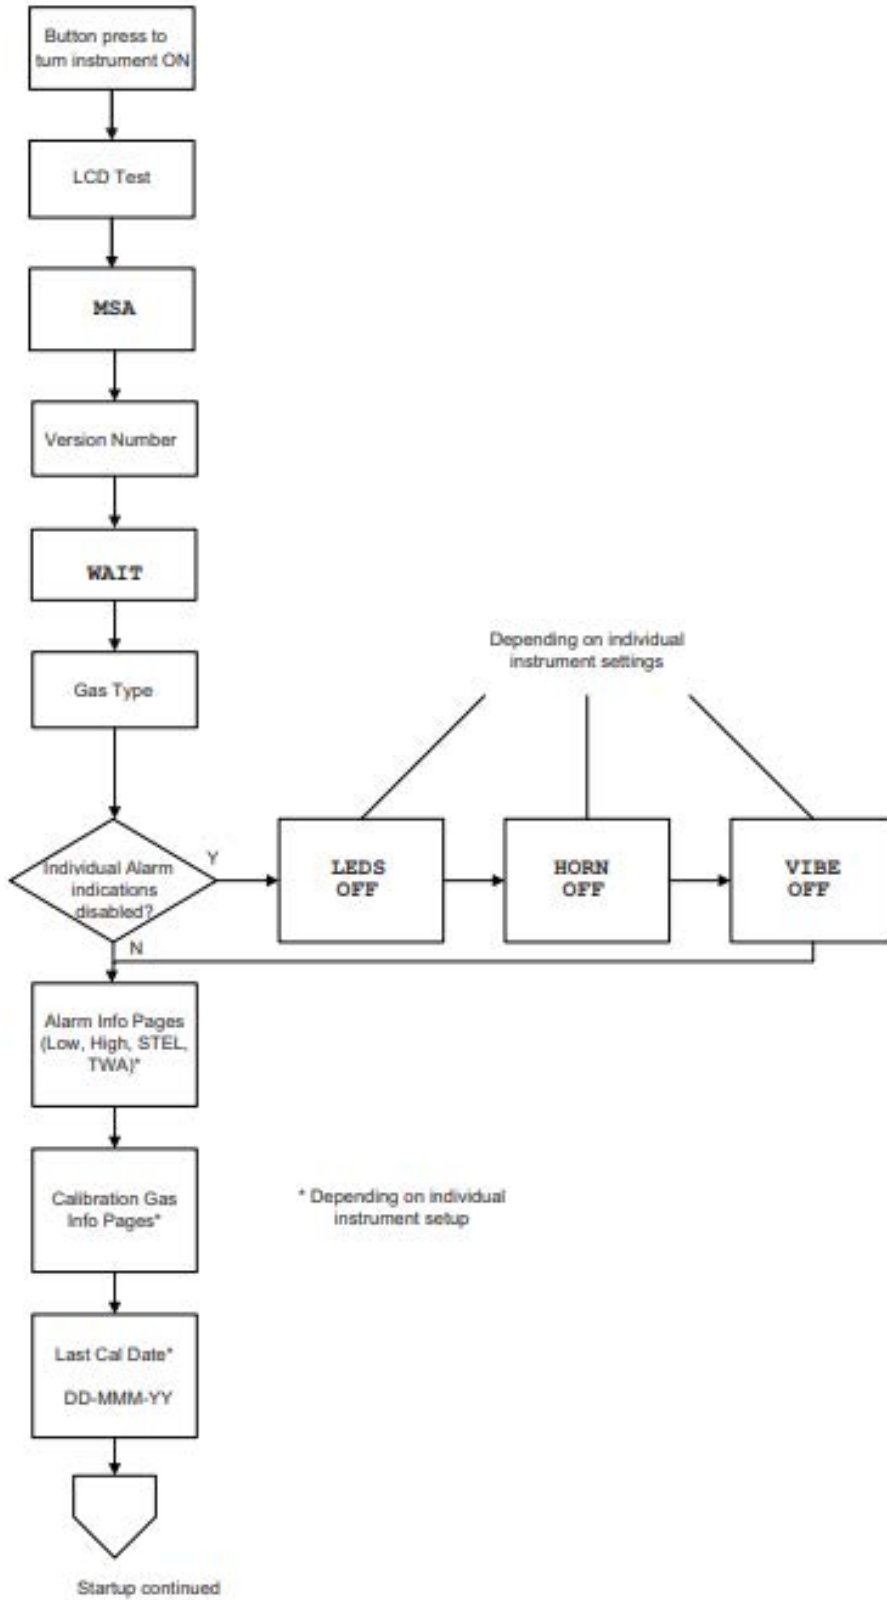 Button press to
turn instrument ON
LCD Test
MSA
Version Number
WAIT
Gas Type
Depending on individual
instrument settings
Individual Alarm
indications
disabled?
Y
N
LEDS
OFF
HORN
OFF
VIBE
OFF
Alarm Info Pages
(Low, High, STEL,
TWA)*
Calibration Gas
Info Pages*
* Depending on individual
instrument setup
Last Cal Date*
DD-MMM-YY
Startup continued